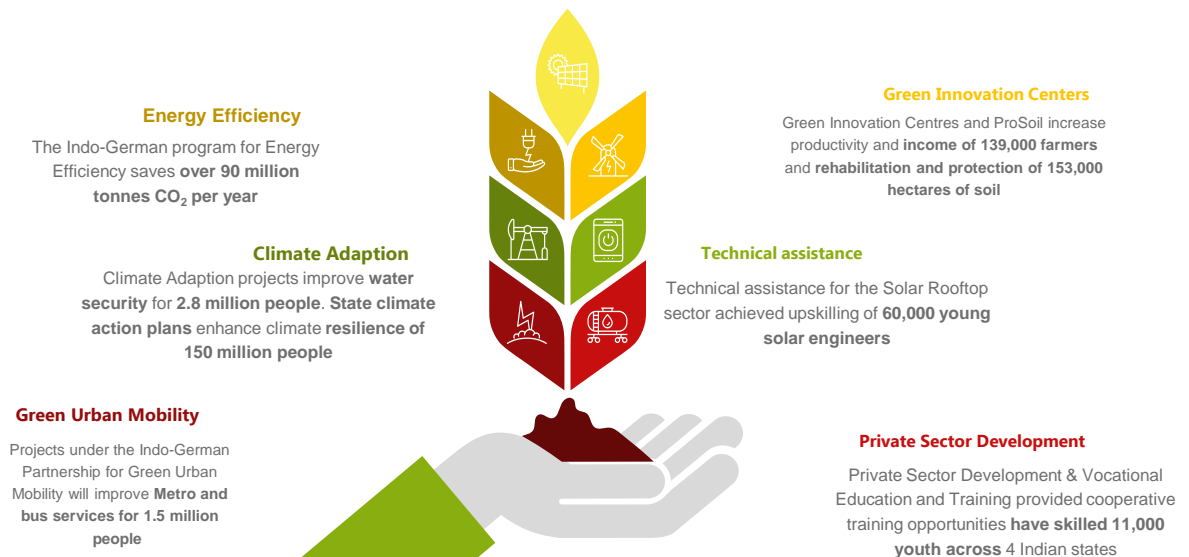 Energy Efficiency
The Indo-German program for Energy
Efficiency saves over 90 million
tonnes CO₂ per year
Climate Adaption
Climate Adaption projects improve water
security for 2.8 million people. State climate
action plans enhance climate resilience of
150 million people
Green Urban Mobility
Projects under the Indo-German
Partnership for Green Urban
Mobility will improve Metro and
bus services for 1.5 million
people
Green Innovation Centers
Green Innovation Centres and ProSoil increase
productivity and income of 139,000 farmers
and rehabilitation and protection of 153,000
hectares of soil
Technical assistance
Technical assistance for the Solar Rooftop
sector achieved upskilling of 60,000 young
solar engineers
Private Sector Development
Private Sector Development & Vocational
Education and Training provided cooperative
training opportunities have skilled 11,000
youth across 4 Indian states